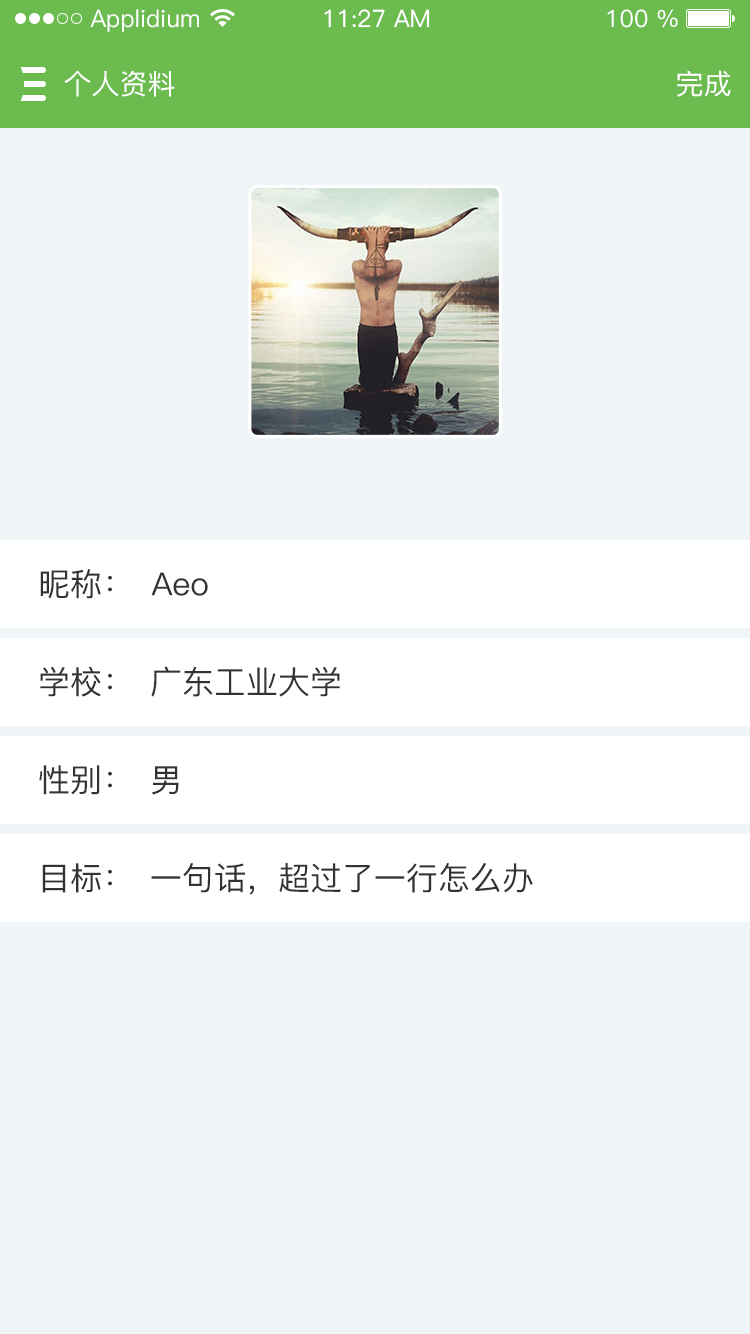 Applidium 11:27 AM 100 %
个人资料 完成
昵称： Aeo
学校： 广东工业大学
性别： 男
目标： 一句话，超过了一行怎么办